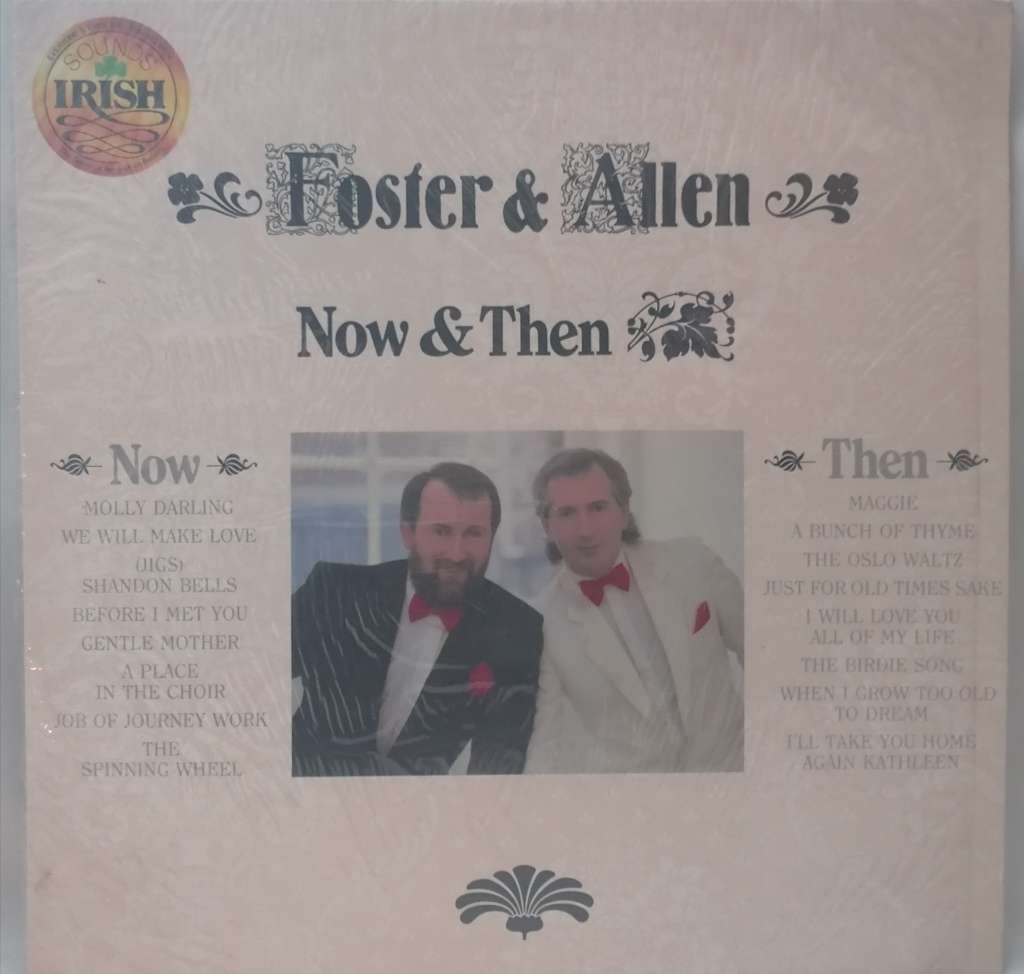 SOUNDS
IRISH
Foster & Allen
Now & Then
Now
MOLLY DARLING
WE WILL MAKE LOVE
(JIGS)
SHANDON BELLS
BEFORE I MET YOU
GENTLE MOTHER
A PLACE
IN THE CHOIR
JOB OF JOURNEY WORK
THE
SPINNING WHEEL
Then
MAGGIE
A BUNCH OF THYME
THE OSLO WALTZ
JUST FOR OLD TIMES SAKE
I WILL LOVE YOU
ALL OF MY LIFE
THE BIRDIE SONG
WHEN I GROW TOO OLD
TO DREAM
I'LL TAKE YOU HOME
AGAIN KATHLEEN